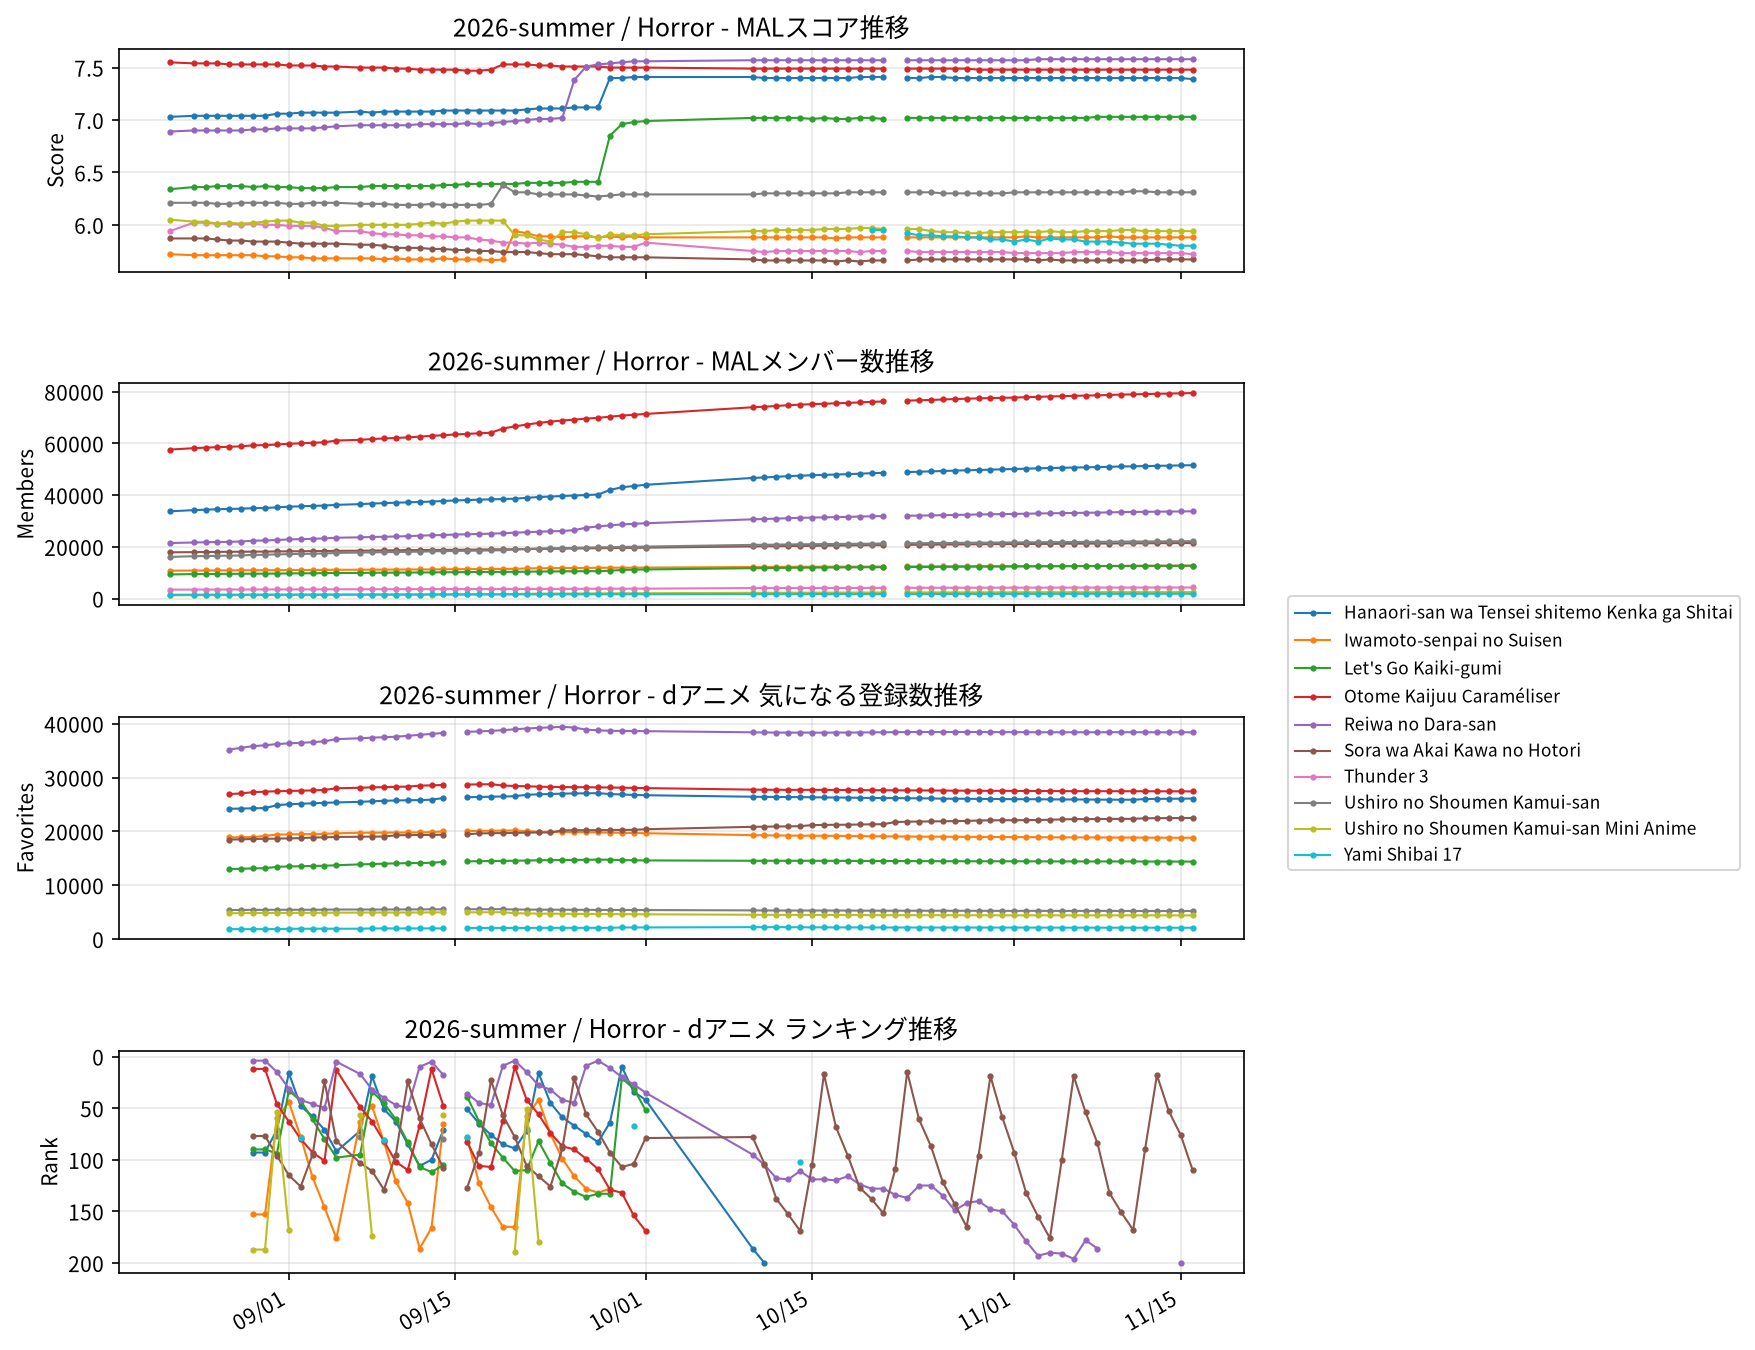 2026-summer / Horror - MALスコア推移
Score
7.5
7.0
6.5
6.0
2026-summer / Horror - MALメンバー数推移
Members
80000
60000
40000
20000
0
2026-summer / Horror - dアニメ 気になる登録数推移
Favorites
40000
30000
20000
10000
0
2026-summer / Horror - dアニメ ランキング推移
Rank
0
50
100
150
200
09/01
09/15
10/01
10/15
11/01
11/15
Hanaori-san wa Tensei shitemo Kenka ga Shitai
Iwamoto-senpai no Suisen
Let's Go Kaiki-gumi
Otome Kaijuu Caraméliser
Reiwa no Dara-san
Sora wa Akai Kawa no Hotori
Thunder 3
Ushiro no Shoumen Kamui-san
Ushiro no Shoumen Kamui-san Mini Anime
Yami Shibai 17